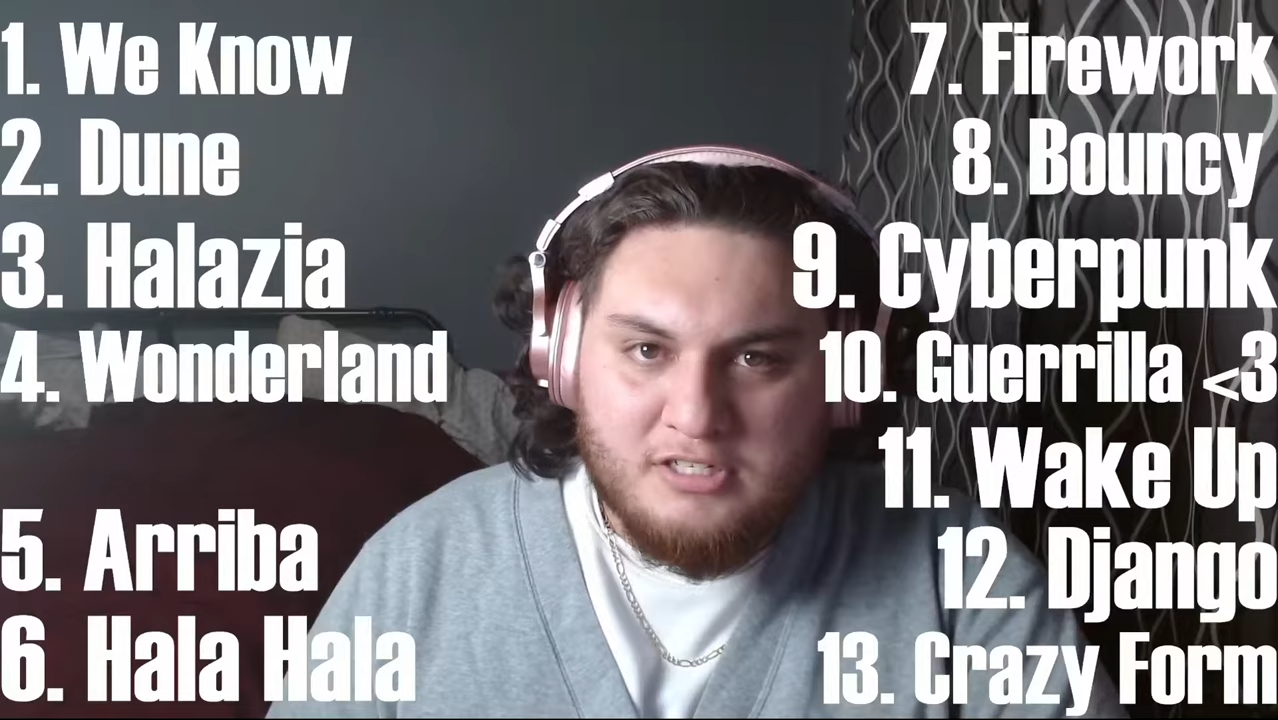 1. We Know
2. Dune
3. Halazia
4. Wonderland
5. Arriba
6. Hala Hala
7. Firework
8. Bouncy
9. Cyberpunk
10. Guerrilla <3
11. Wake Up
12. Django
13. Crazy Form